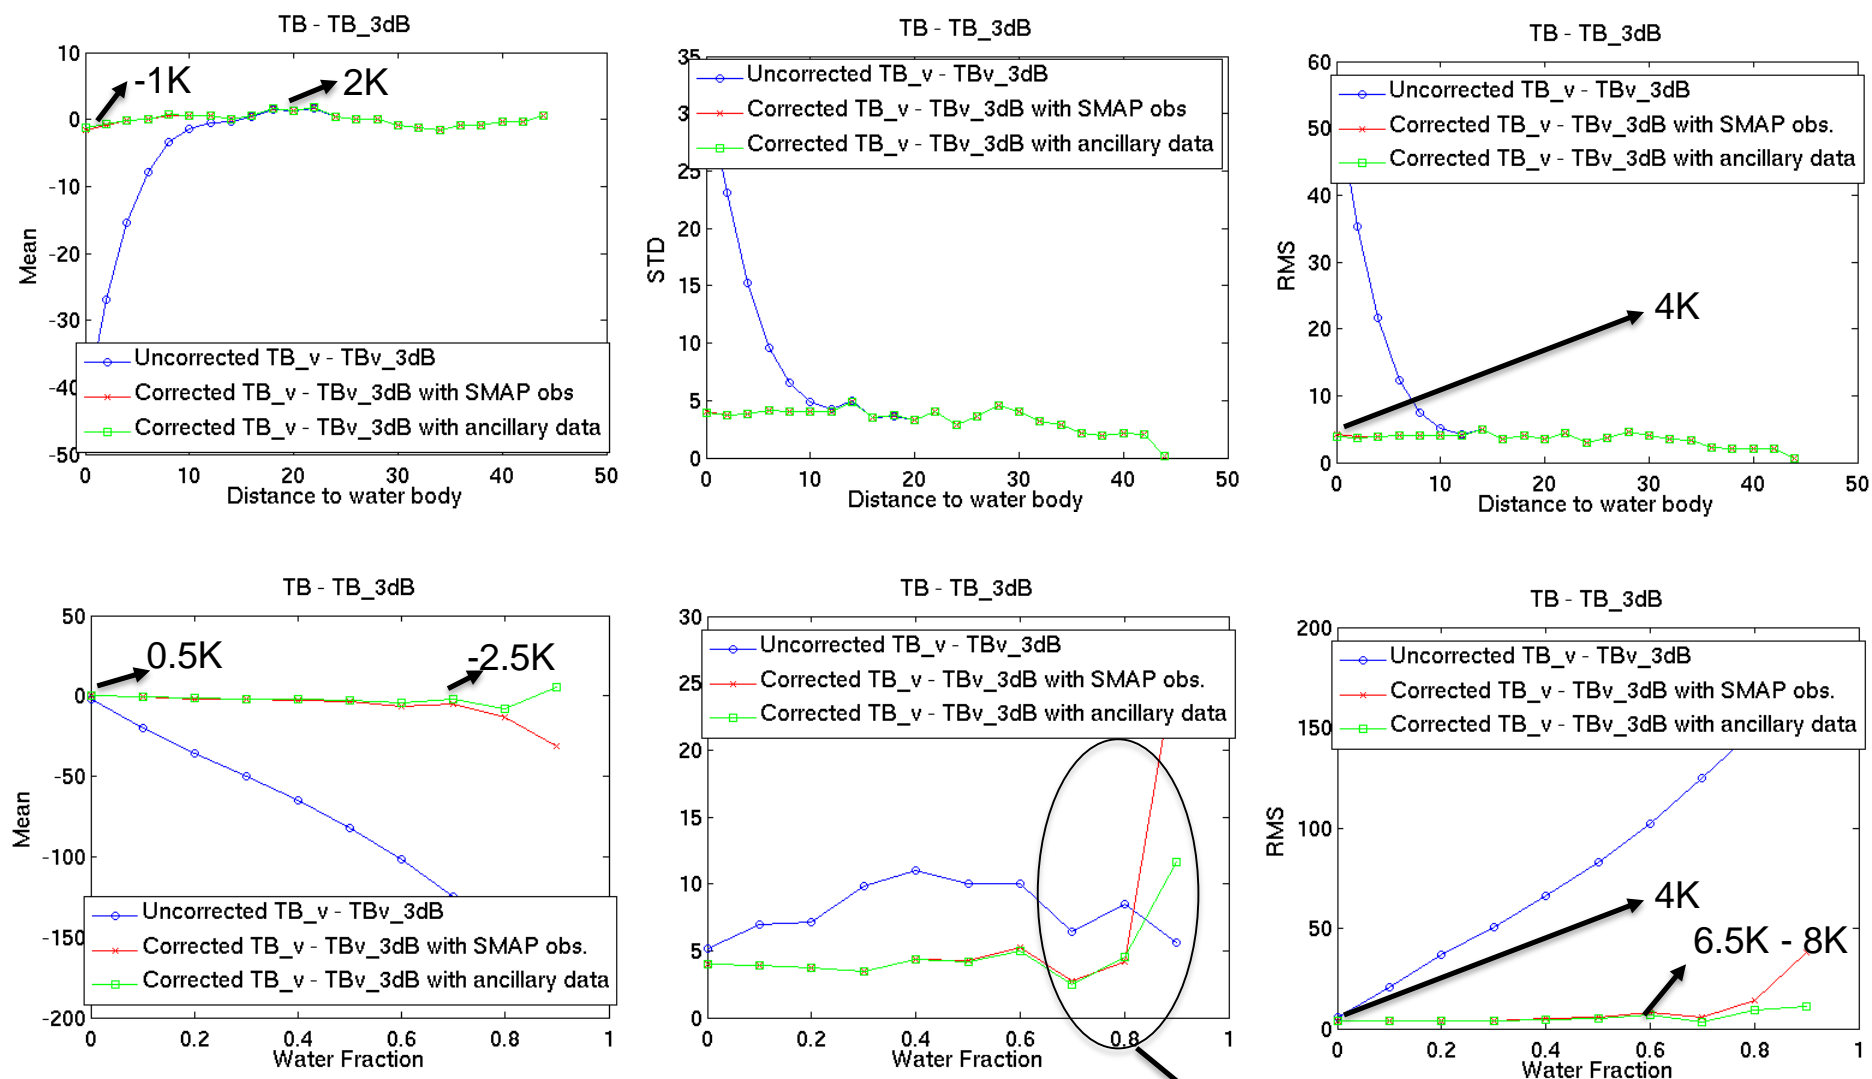 TB - TB_3dB
10
0
-10
-20
-30
-40
-50
Mean
-1K
2K
Uncorrected TB_v - TBv_3dB
Corrected TB_v - TBv_3dB with SMAP obs
Corrected TB_v - TBv_3dB with ancillary data
0 10 20 30 40 50
Distance to water body
TB - TB_3dB
35
3
25
20
15
10
5
0
STD
Uncorrected TB_v - TBv_3dB
Corrected TB_v - TBv_3dB with SMAP obs
Corrected TB_v - TBv_3dB with ancillary data
0 10 20 30 40 50
Distance to water body
TB - TB_3dB
60
50
40
30
20
10
0
RMS
Uncorrected TB_v - TBv_3dB
Corrected TB_v - TBv_3dB with SMAP obs.
Corrected TB_v - TBv_3dB with ancillary data
4K
0 10 20 30 40 50
Distance to water body
TB - TB_3dB
50
0
-50
-100
-150
-200
Mean
0.5K
-2.5K
Uncorrected TB_v - TBv_3dB
Corrected TB_v - TBv_3dB with SMAP obs.
Corrected TB_v - TBv_3dB with ancillary data
0 0.2 0.4 0.6 0.8 1
Water Fraction
TB - TB_3dB
30
25
20
15
10
5
0
Uncorrected TB_v - TBv_3dB
Corrected TB_v - TBv_3dB with SMAP obs.
Corrected TB_v - TBv_3dB with ancillary data
0 0.2 0.4 0.6 0.8 1
Water Fraction
TB - TB_3dB
200
150
100
50
0
RMS
Uncorrected TB_v - TBv_3dB
Corrected TB_v - TBv_3dB with SMAP obs.
Corrected TB_v - TBv_3dB with ancillary data
4K
6.5K - 8K
0 0.2 0.4 0.6 0.8 1
Water Fraction